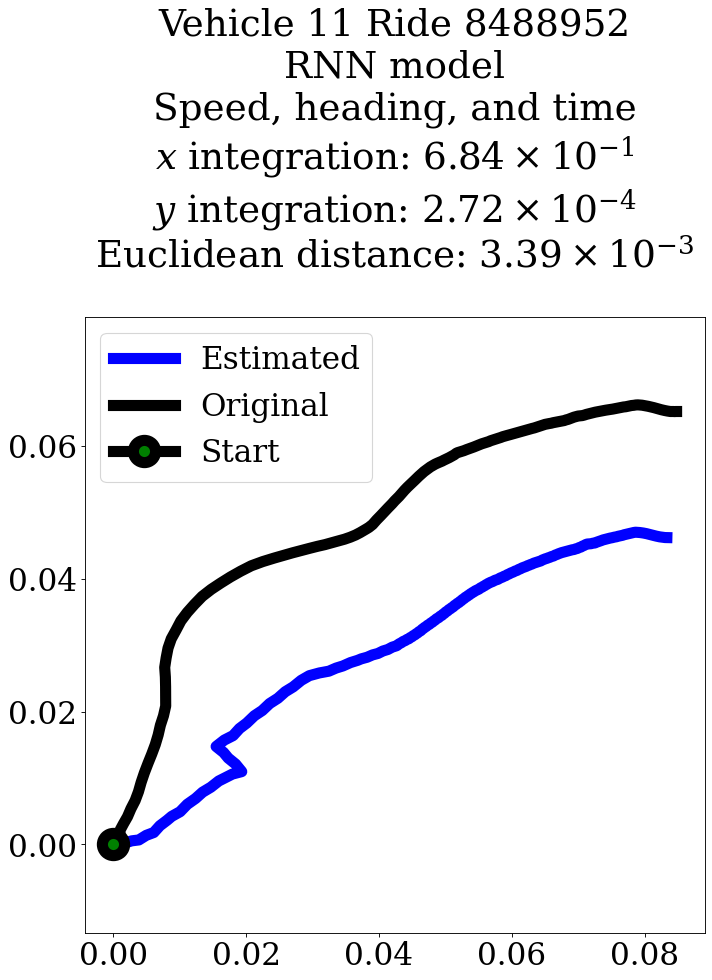 Vehicle 11 Ride 8488952
RNN model
Speed, heading, and time
x integration: 6.84 × 10⁻¹
y integration: 2.72 × 10⁻⁴
Euclidean distance: 3.39 × 10⁻³
Estimated
Original
Start
0.06
0.04
0.02
0.00
0.00 0.02 0.04 0.06 0.08